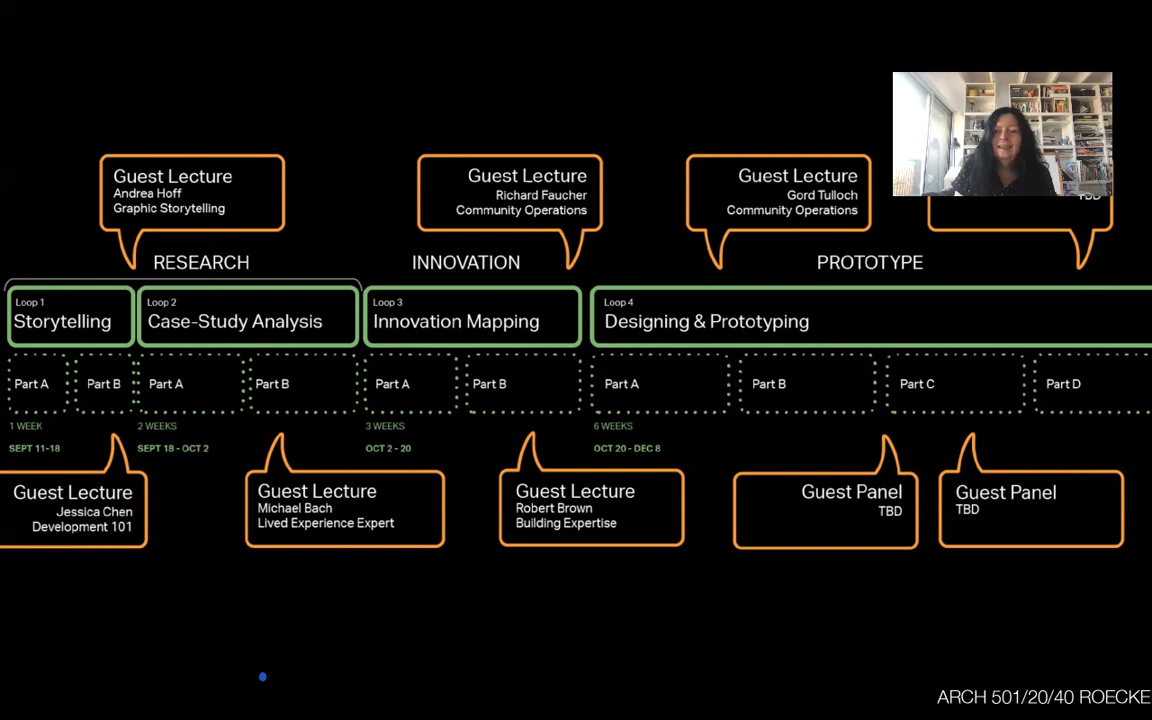 Guest Lecture
Andrea Hoff
Graphic Storytelling
Guest Lecture
Richard Faucher
Community Operations
Guest Lecture
Gord Tulloch
Community Operations
TBD
RESEARCH
INNOVATION
PROTOTYPE
Loop 1
Storytelling
Loop 2
Case-Study Analysis
Loop 3
Innovation Mapping
Loop 4
Designing & Prototyping
Part A
Part B
Part A
Part B
Part A
Part B
Part A
Part B
Part C
Part D
1 WEEK
SEPT 11-18
2 WEEKS
SEPT 18 - OCT 2
3 WEEKS
OCT 2 - 20
6 WEEKS
OCT 20 - DEC 8
Guest Lecture
Jessica Chen
Development 101
Guest Lecture
Michael Bach
Lived Experience Expert
Guest Lecture
Robert Brown
Building Expertise
Guest Panel
TBD
Guest Panel
TBD
ARCH 501/20/40 ROECKE